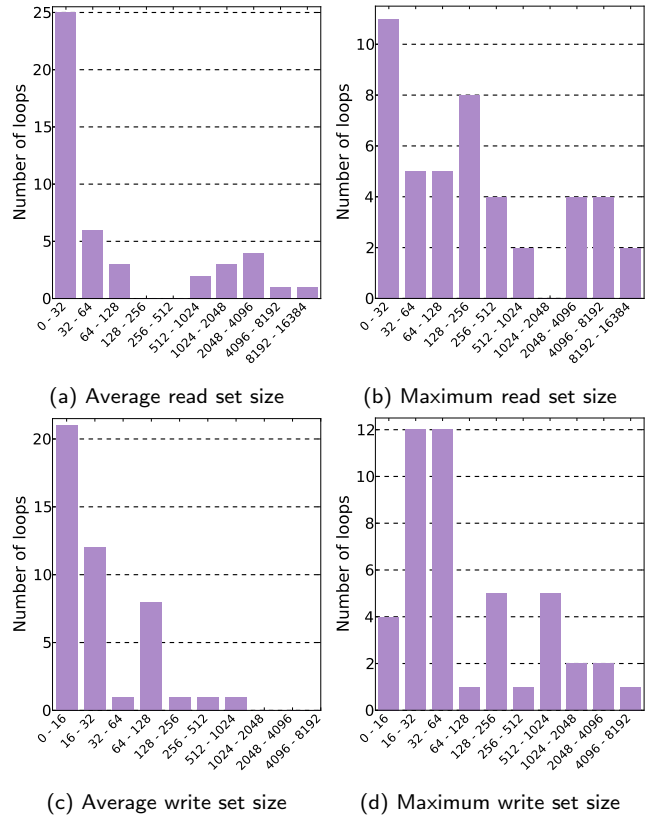 25
20
15
10
5
0
Number of loops
0 - 32
32 - 64
64 - 128
128 - 256
256 - 512
512 - 1024
1024 - 2048
2048 - 4096
4096 - 8192
8192 - 16384
(a) Average read set size
10
8
6
4
2
0
Number of loops
0 - 32
32 - 64
64 - 128
128 - 256
256 - 512
512 - 1024
1024 - 2048
2048 - 4096
4096 - 8192
8192 - 16384
(b) Maximum read set size
20
15
10
5
0
Number of loops
0 - 16
16 - 32
32 - 64
64 - 128
128 - 256
256 - 512
512 - 1024
1024 - 2048
2048 - 4096
4096 - 8192
(c) Average write set size
12
10
8
6
4
2
0
Number of loops
0 - 16
16 - 32
32 - 64
64 - 128
128 - 256
256 - 512
512 - 1024
1024 - 2048
2048 - 4096
4096 - 8192
(d) Maximum write set size